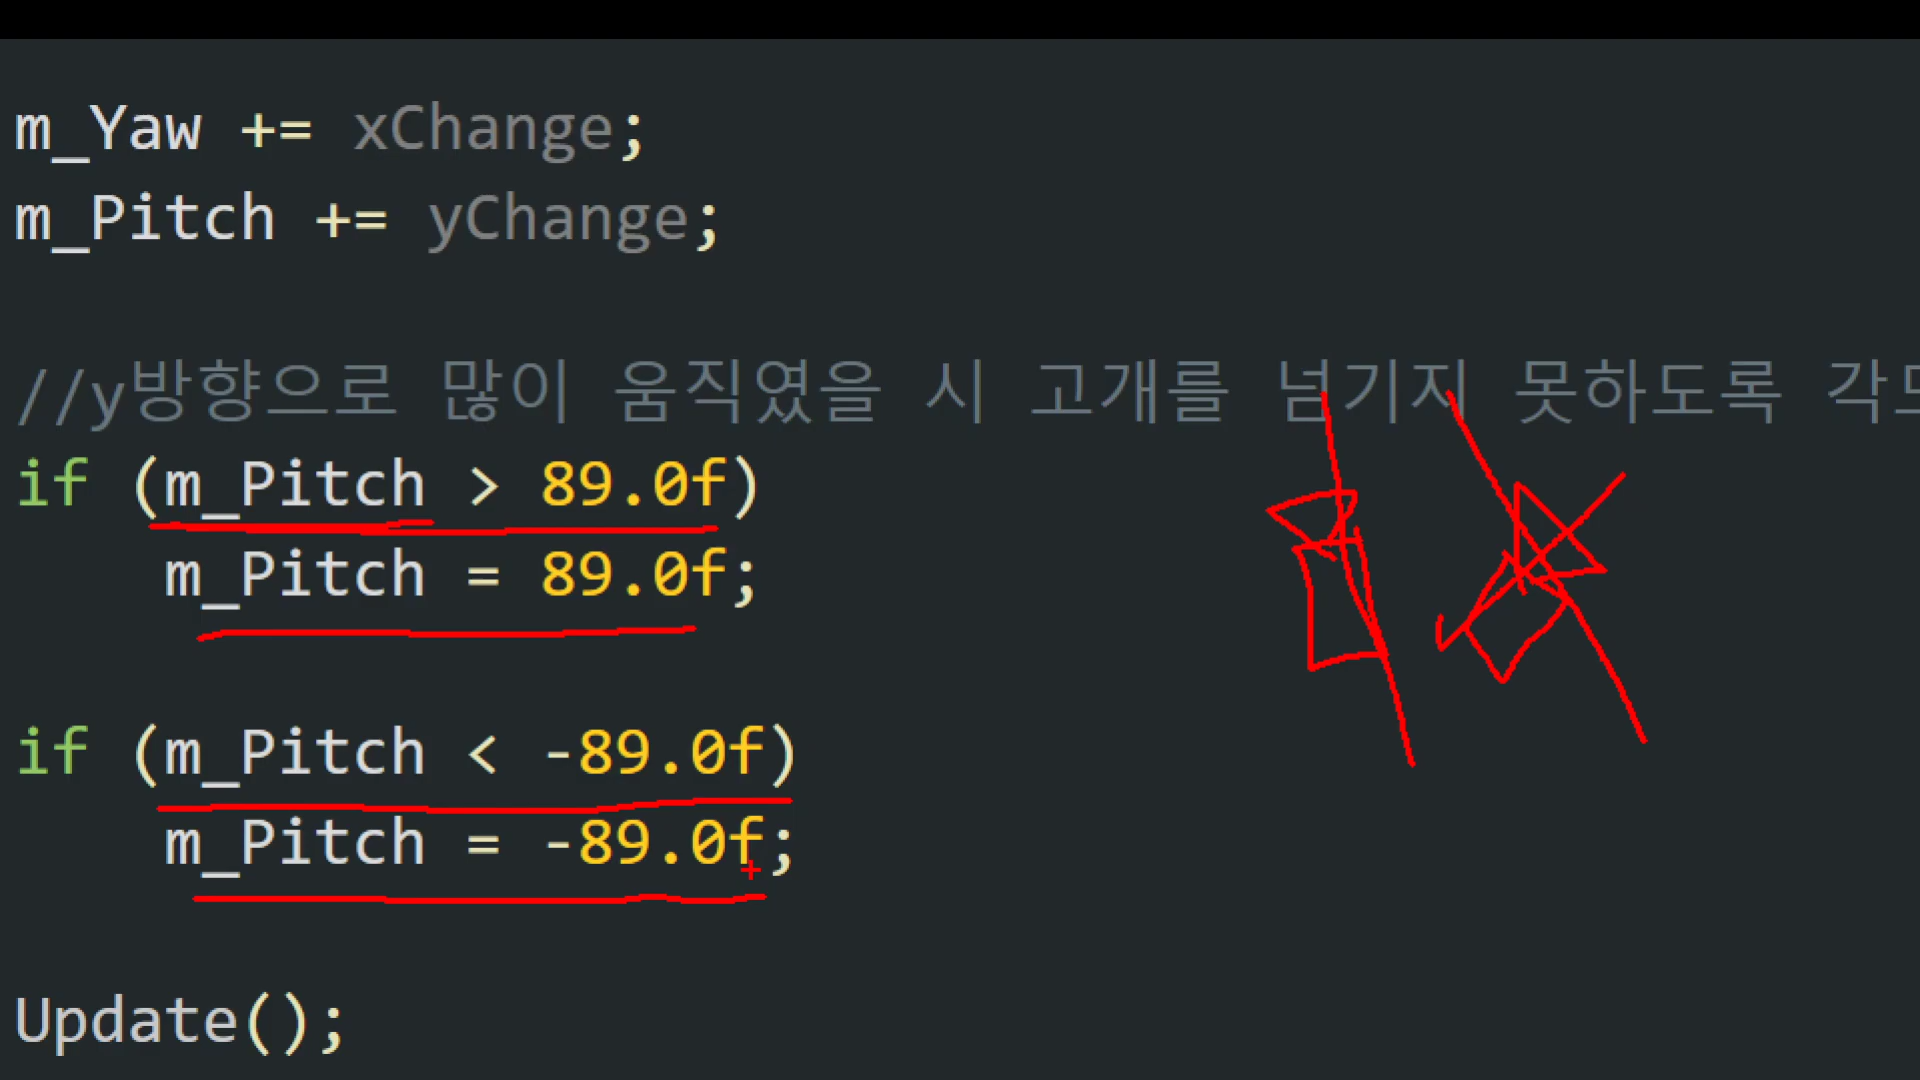 m_Yaw += xChange;
m_Pitch += yChange;
//y방향으로 많이 움직였을 시 고개를 넘기지 못하도록
if (m_Pitch > 89.0f)
m_Pitch = 89.0f;
if (m_Pitch < -89.0f)
m_Pitch = -89.0f;
Update();